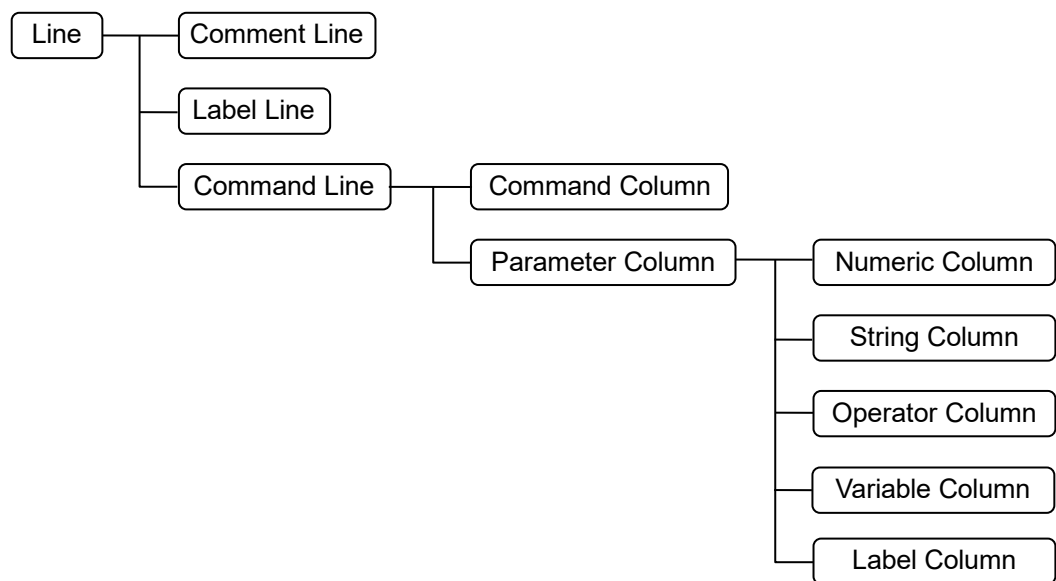 Line
Comment Line
Label Line
Command Line
Command Column
Parameter Column
Numeric Column
String Column
Operator Column
Variable Column
Label Column